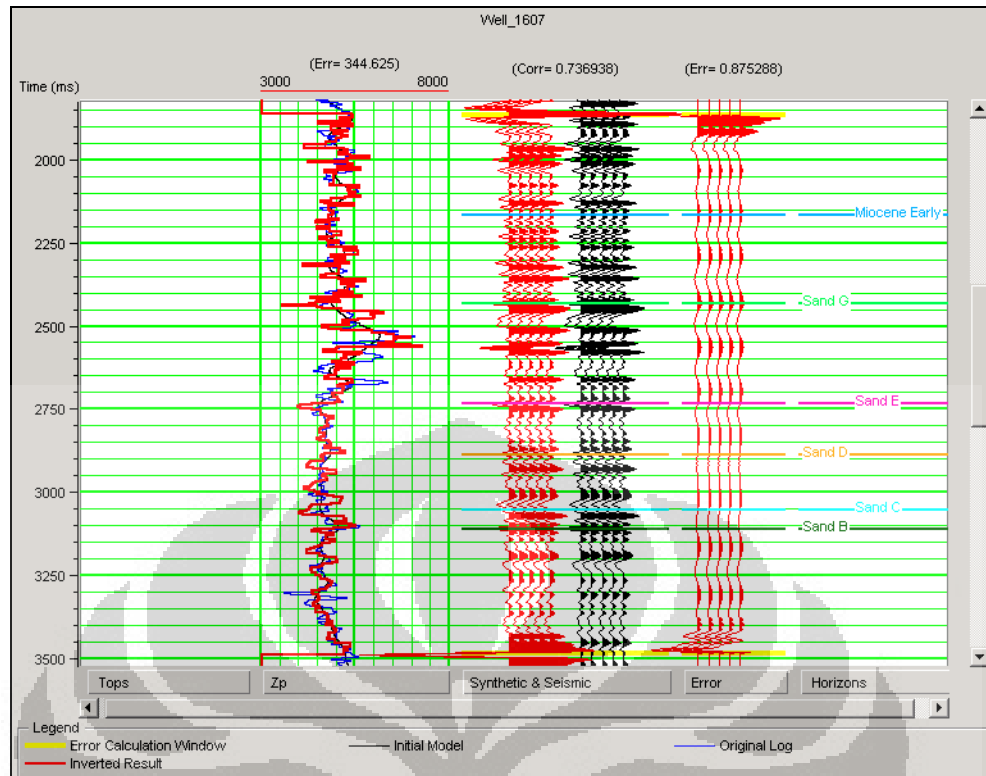 Well_1607
(Err= 344.625) (Corr= 0.736938) (Err= 0.875288)
Time (ms) 3000 8000
2000
Miocene Early
2250
Sand G
2500
Sand E
2750
Sand D
3000
Sand C
Sand B
3250
3500
Tops Zp Synthetic & Seismic Error Horizons
Legend
Error Calculation Window Initial Model Original Log
Inverted Result